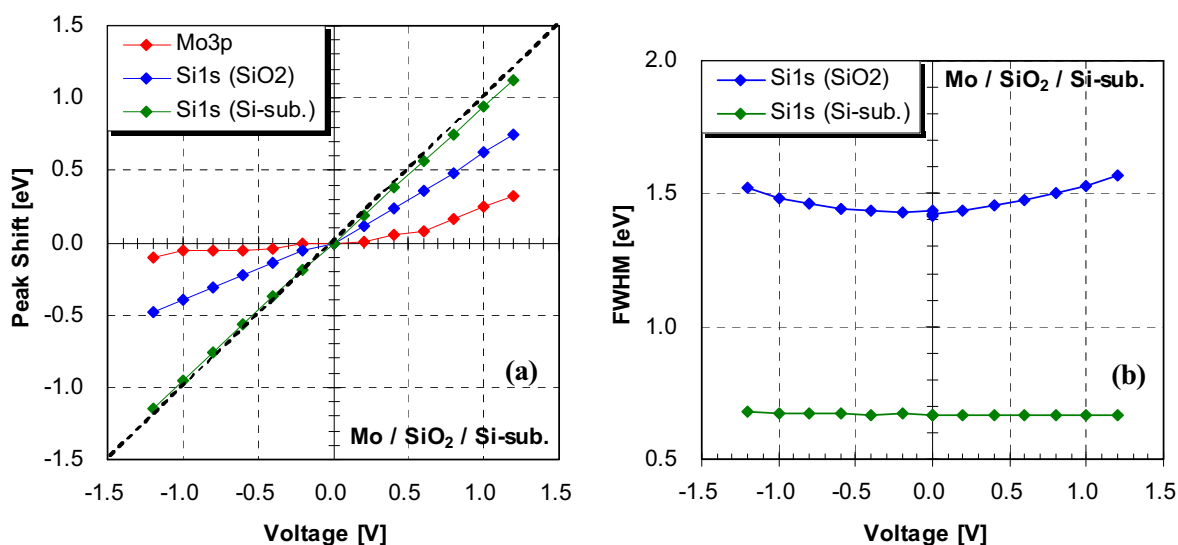 1.5
1.0
0.5
0.0
-0.5
-1.0
-1.5
Peak Shift [eV]
Mo3p
Si1s (SiO2)
Si1s (Si-sub.)
(a)
Mo / SiO₂ / Si-sub.
-1.5 -1.0 -0.5 0.0 0.5 1.0 1.5
Voltage [V]
2.0
1.5
1.0
0.5
FWHM [eV]
Si1s (SiO2)
Si1s (Si-sub.)
Mo / SiO₂ / Si-sub.
(b)
-1.5 -1.0 -0.5 0.0 0.5 1.0 1.5
Voltage [V]